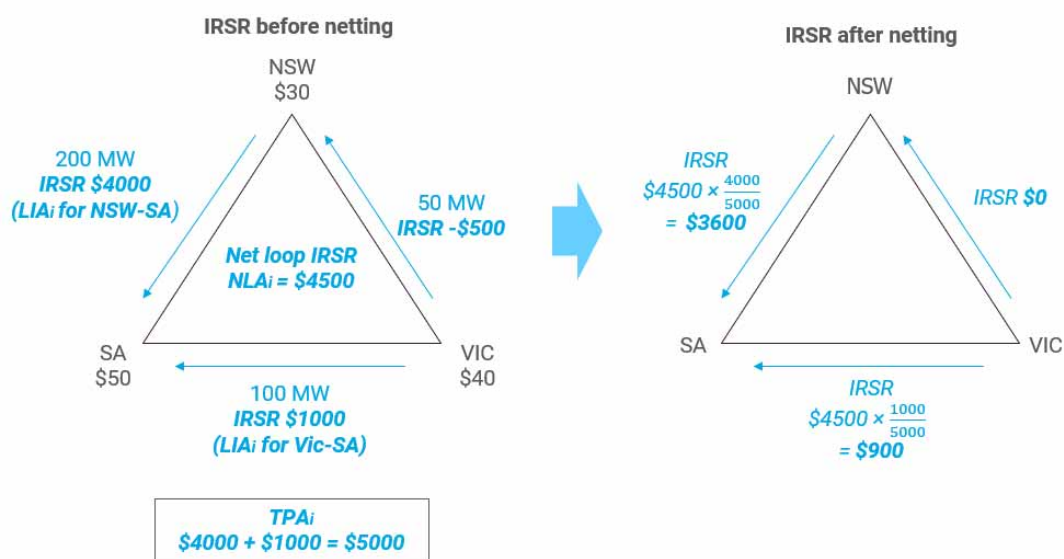 IRSR before netting
NSW
$30
200 MW
IRSR $4000
(LIAi for NSW-SA)
50 MW
IRSR -$500
Net loop IRSR
NLAi = $4500
SA
$50
VIC
$40
100 MW
IRSR $1000
(LIAi for Vic-SA)
TPAi
$4000 + $1000 = $5000
IRSR after netting
NSW
IRSR
$4500 × 4000/5000
= $3600
IRSR $0
SA
VIC
IRSR
$4500 × 1000/5000
= $900